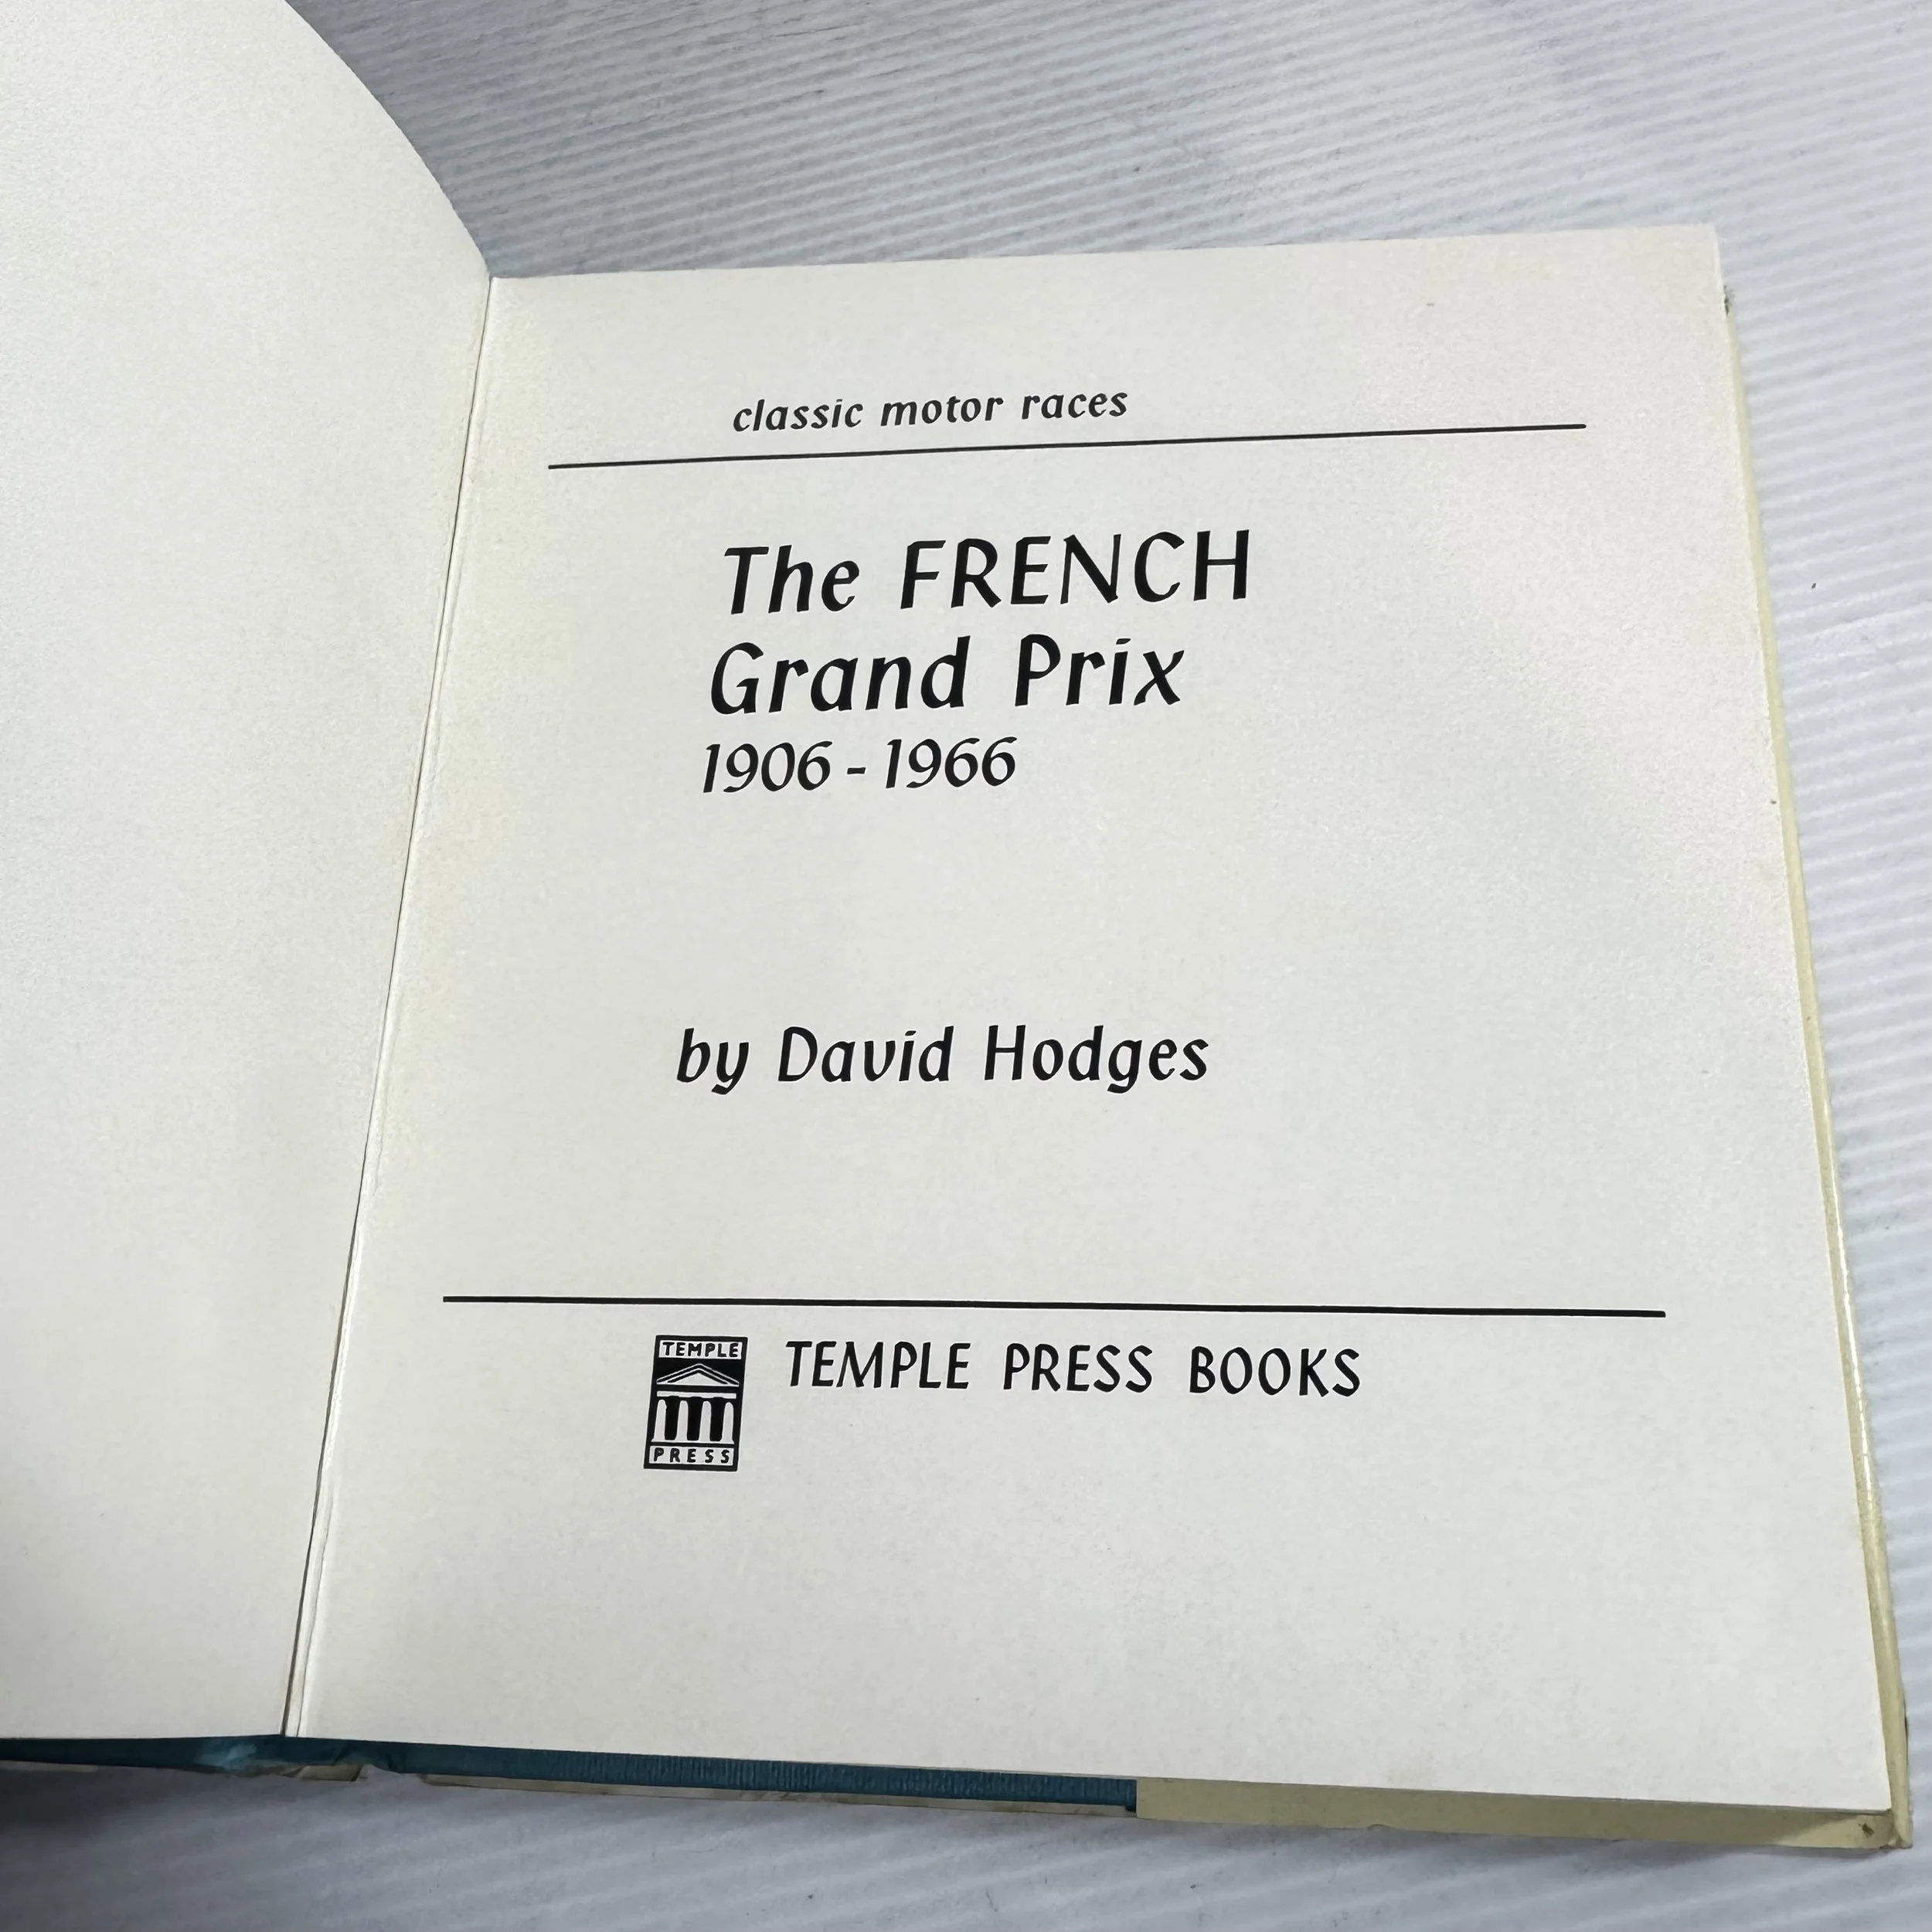 classic motor races
The FRENCH
Grand Prix
1906 - 1966
by David Hodges
TEMPLE
PRESS
TEMPLE PRESS BOOKS